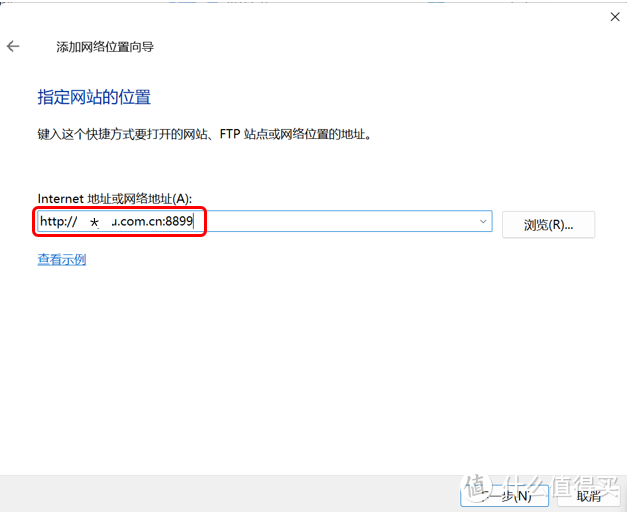 添加网络位置向导
指定网站的位置
键入这个快捷方式要打开的网站、FTP 站点或网络位置的地址。
Internet 地址或网络地址(A):
http:// * u.com.cn:8899
浏览(R)...
查看示例
值 什么值得买
下一步(N)
取消